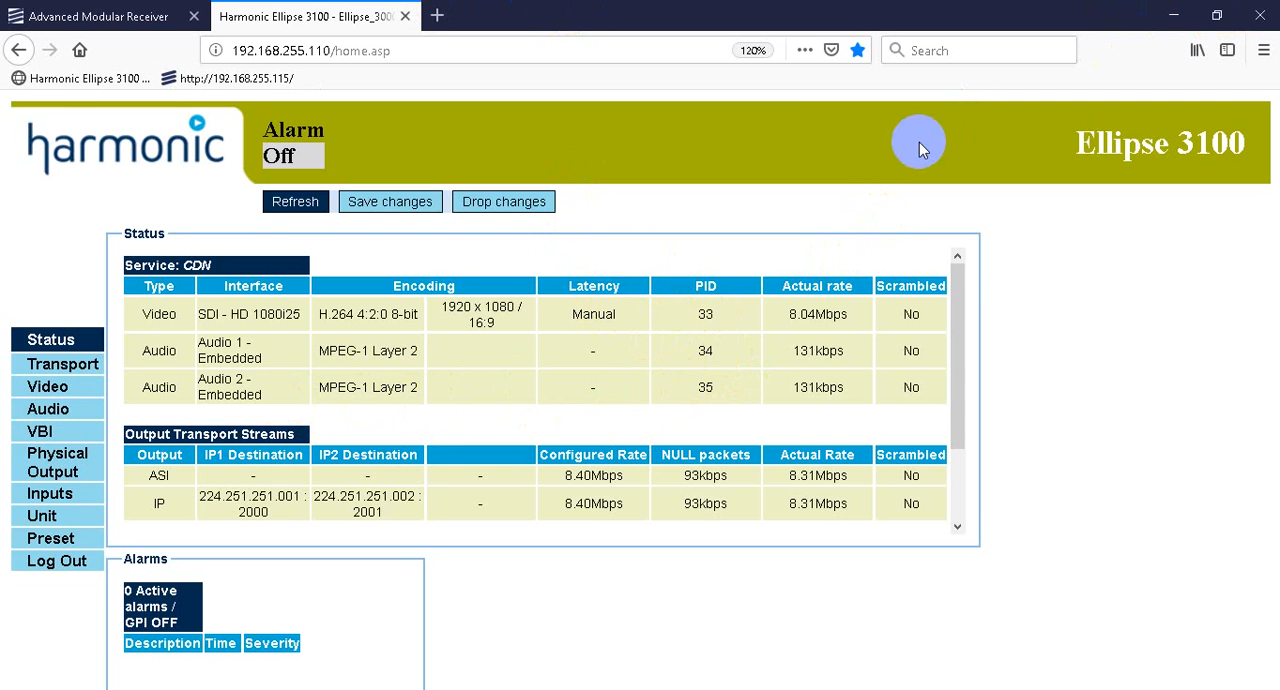 Advanced Modular Receiver
Harmonic Ellipse 3100 - Ellipse_300
192.168.255.110/home.asp
120%
Search
Harmonic Ellipse 3100 ...
http://192.168.255.115/
harmonic
Alarm
Off
Ellipse 3100
Refresh
Save changes
Drop changes
Status
Service: CDN
Type Interface Encoding Latency PID Actual rate Scrambled
Video SDI - HD 1080i25 H.264 4:2:0 8-bit 1920 x 1080 / 16:9 Manual 33 8.04Mbps No
Audio Audio 1 - Embedded MPEG-1 Layer 2 - 34 131kbps No
Audio Audio 2 - Embedded MPEG-1 Layer 2 - 35 131kbps No
Output Transport Streams
Output IP1 Destination IP2 Destination Configured Rate NULL packets Actual Rate Scrambled
ASI - - - 8.40Mbps 93kbps 8.31Mbps No
IP 224.251.251.001 : 2000 224.251.251.002 : 2001 - 8.40Mbps 93kbps 8.31Mbps No
Status
Transport
Video
Audio
VBI
Physical
Output
Inputs
Unit
Preset
Log Out
Alarms
0 Active
alarms /
GPI OFF
Description Time Severity